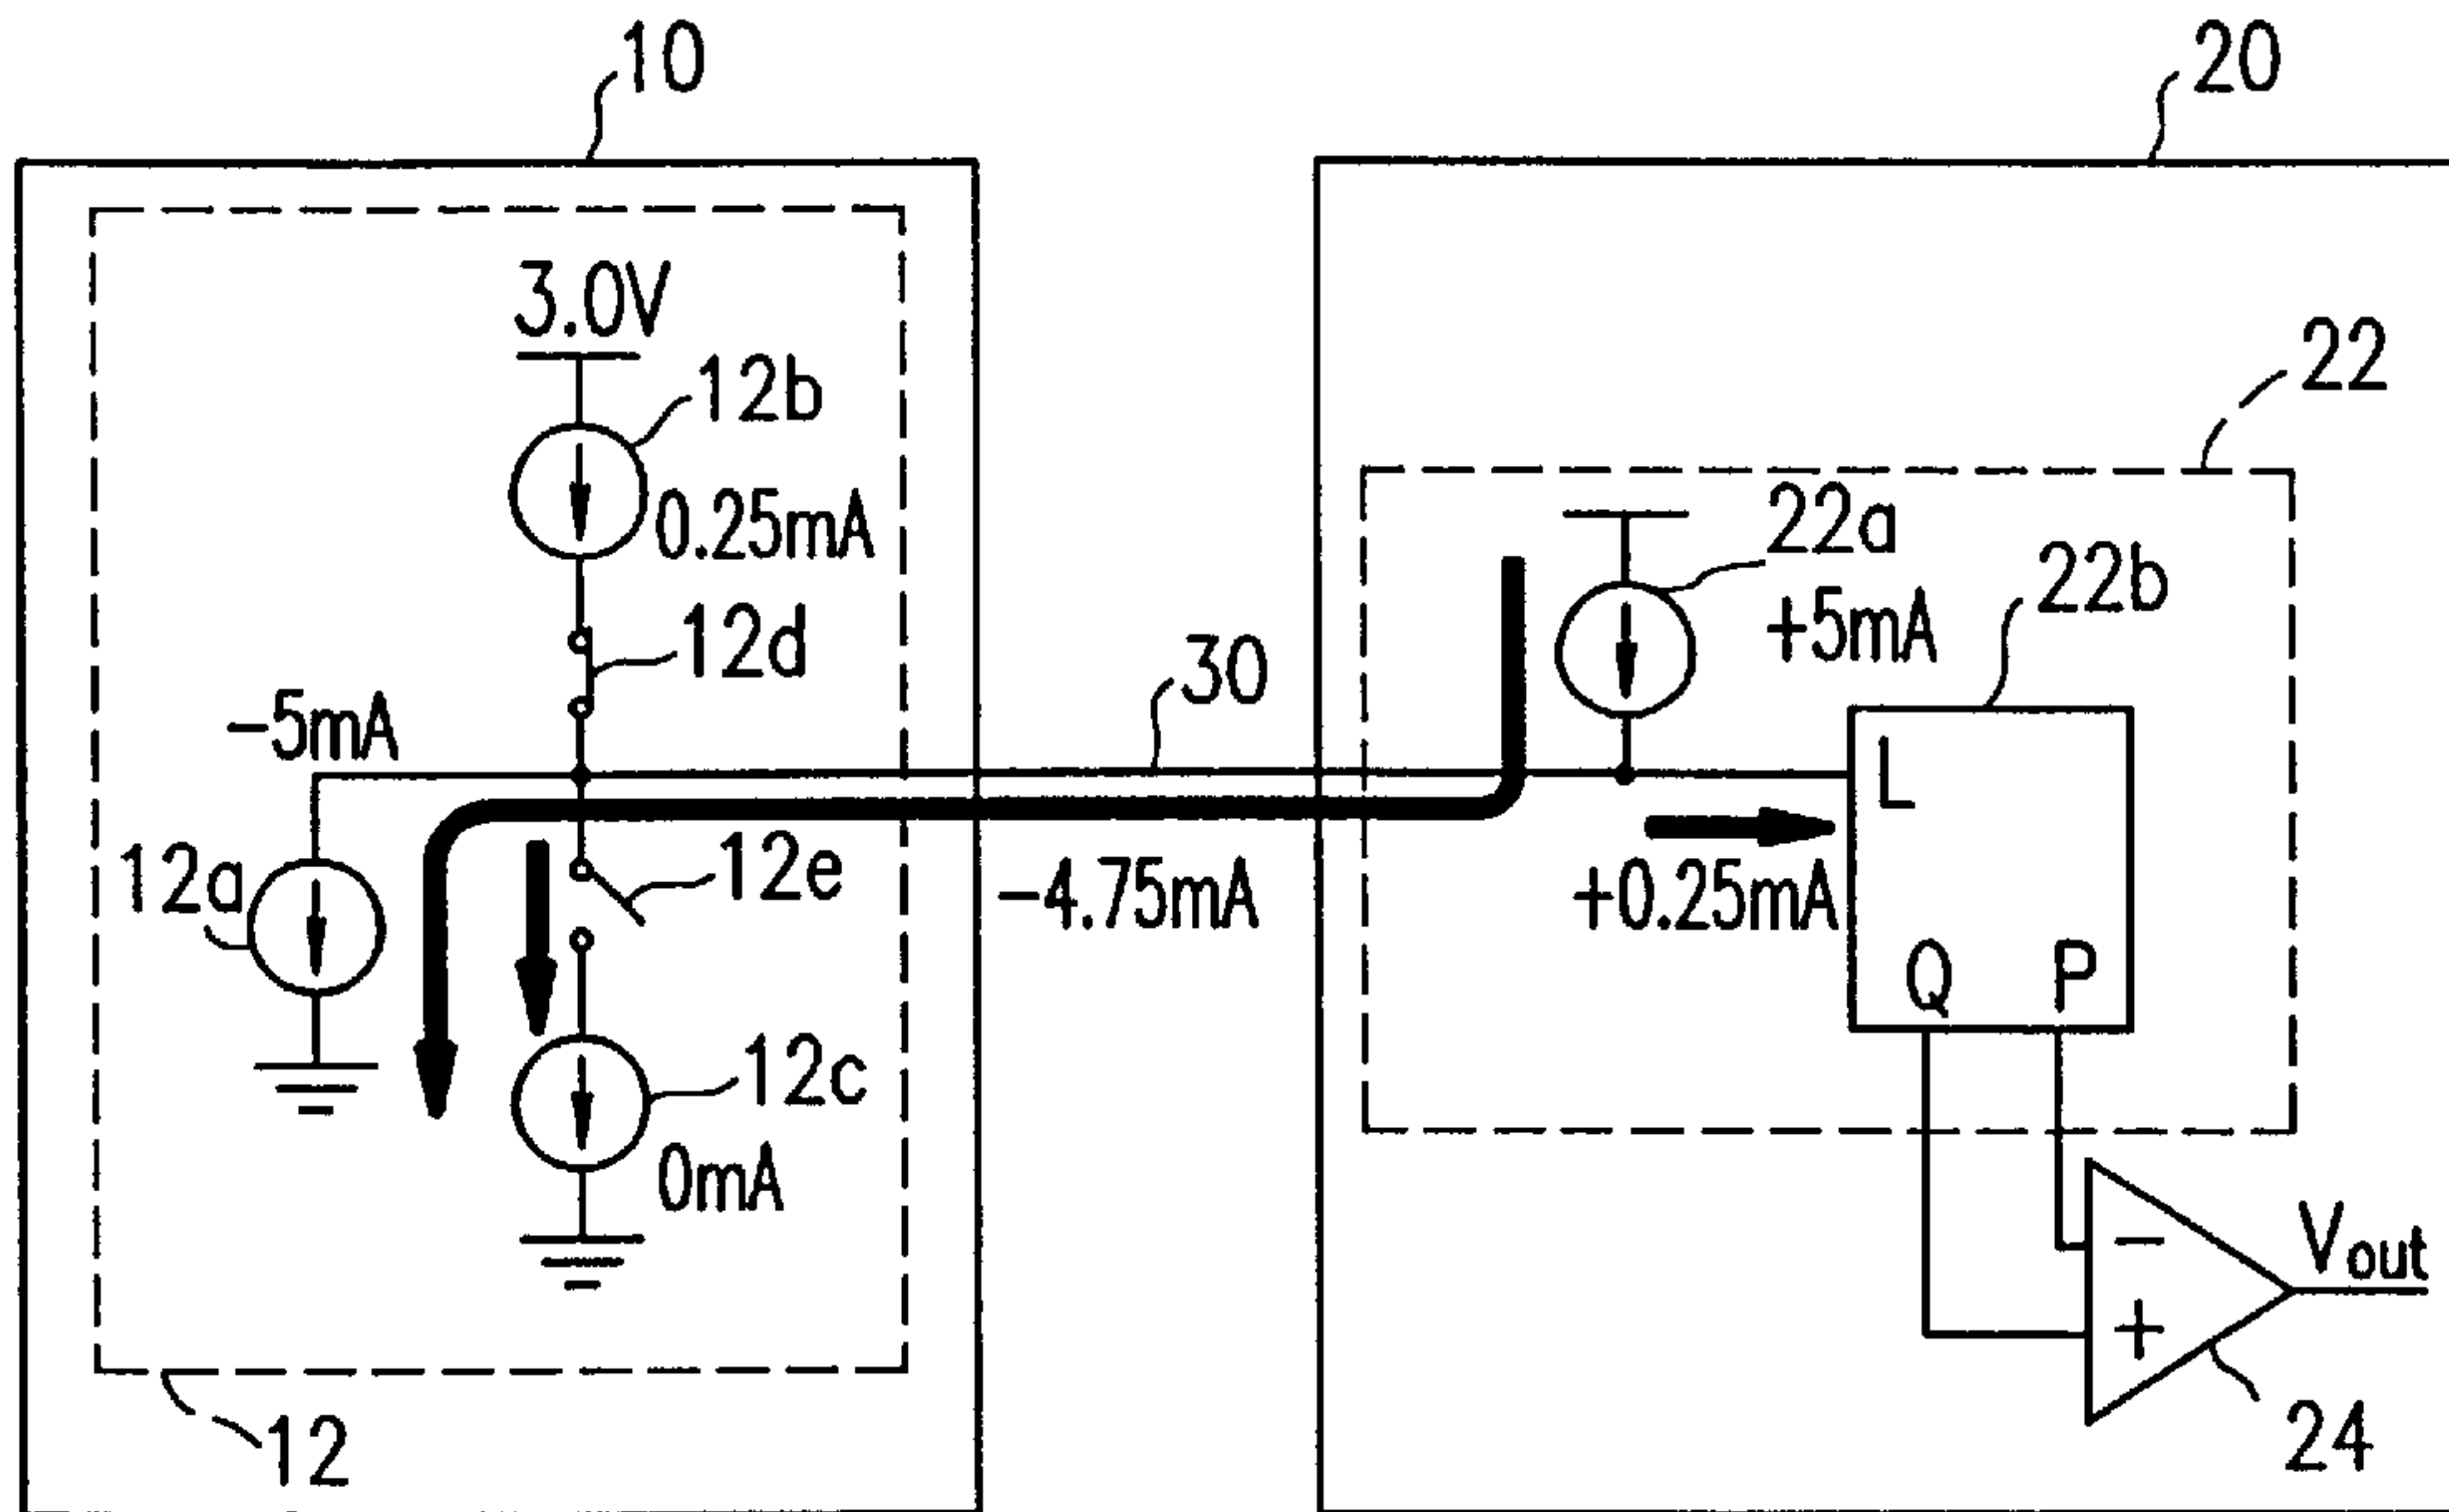 10
20
3.0V
12b
0.25mA
22
22a
+5mA
22b
12d
30
-5mA
L
12a
12e
-4.75mA
+0.25mA
Q P
12c
0mA
−
+
Vout
12
24